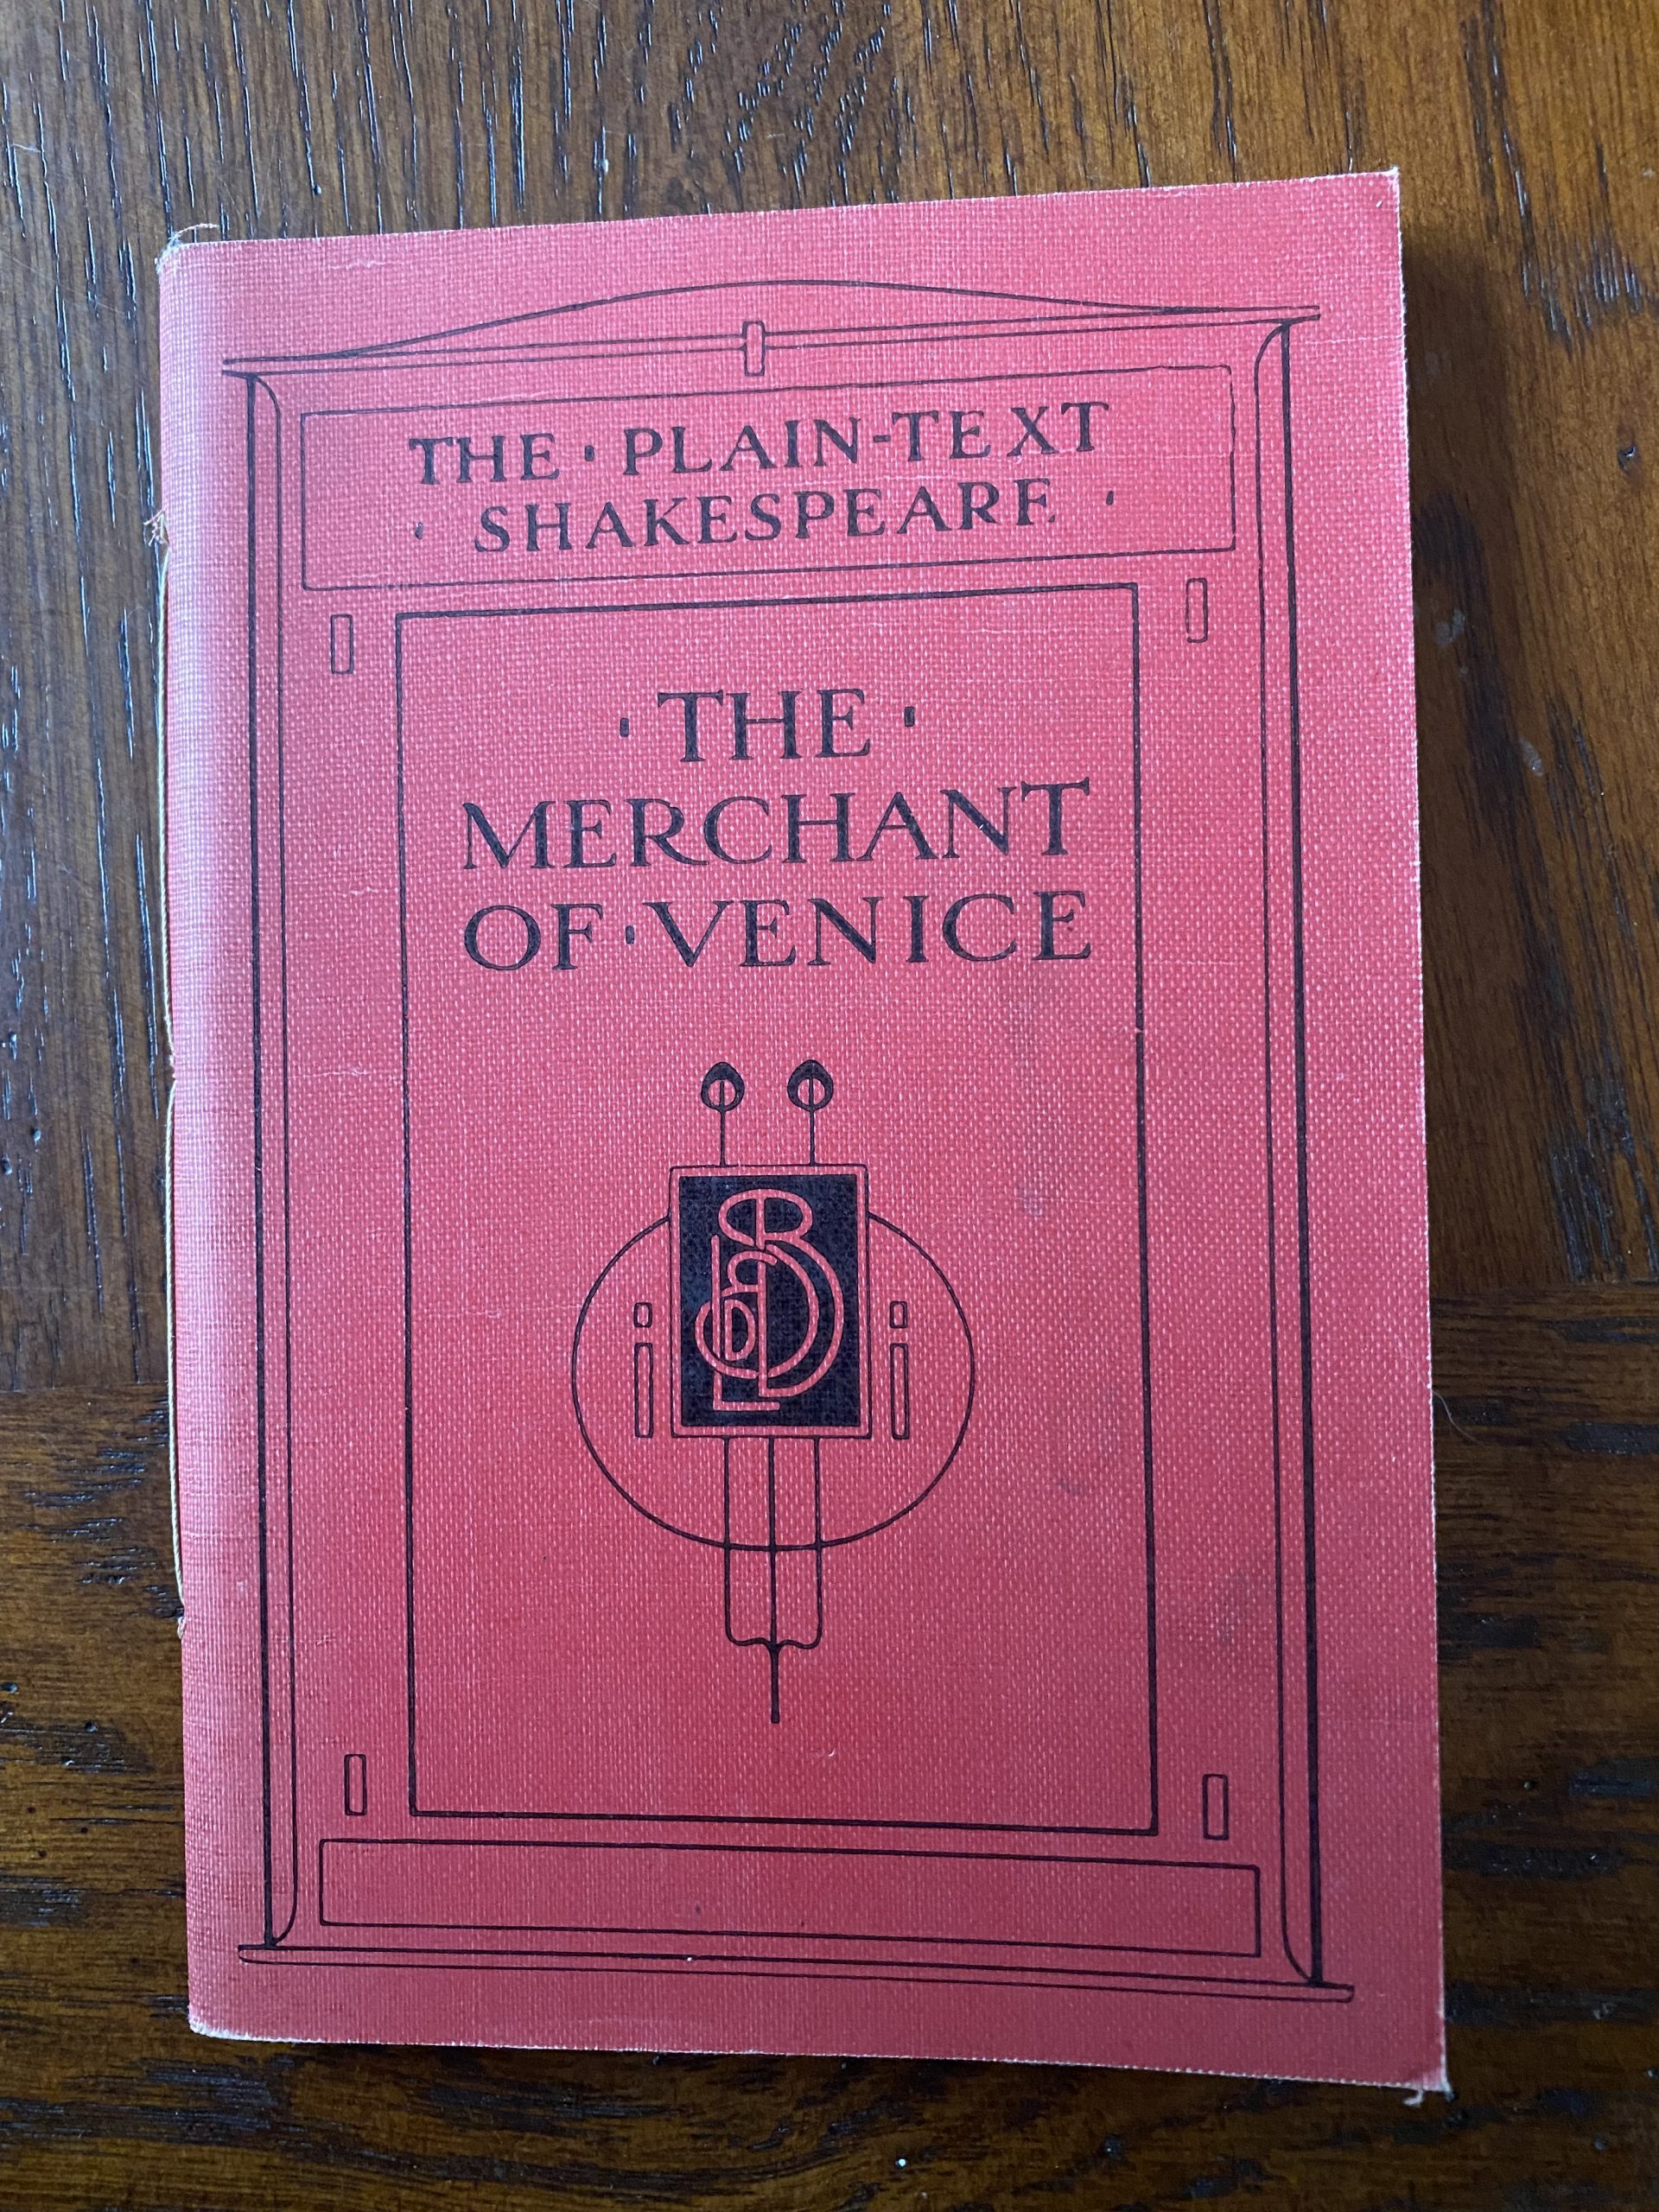 THE · PLAIN-TEXT
· SHAKESPEARE ·
· THE ·
MERCHANT
OF · VENICE